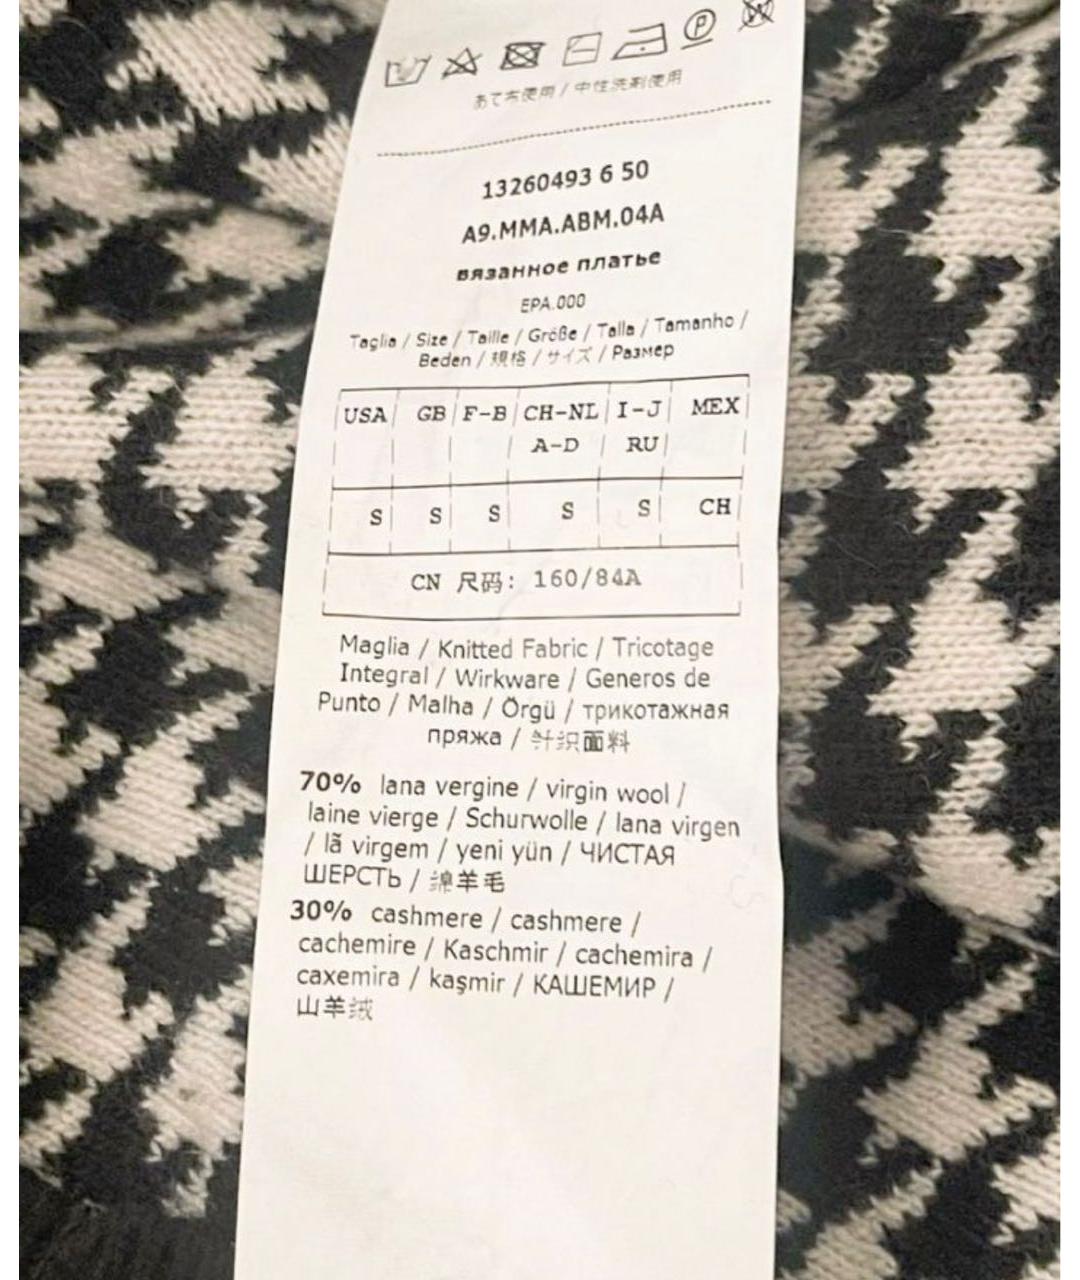 あて布使用 / 中性洗剤使用
13260493 6 50
A9.MMA.ABM.04A
вязанное платье
EPA.000
Taglia / Size / Taille / Größe / Talla / Tamanho /
Beden / 規格 / サイズ / Размер
USA GB F-B CH-NL I-J MEX
A-D RU
S S S S S CH
CN 尺码: 160/84A
Maglia / Knitted Fabric / Tricotage
Integral / Wirkware / Generos de
Punto / Malha / Örgü / трикотажная
пряжа / 针织面料
70% lana vergine / virgin wool /
laine vierge / Schurwolle / lana virgen
/ lã virgem / yeni yün / ЧИСТАЯ
ШЕРСТЬ / 绵羊毛
30% cashmere / cashmere /
cachemire / Kaschmir / cachemira /
caxemira / kaşmir / КАШЕМИР /
山羊绒